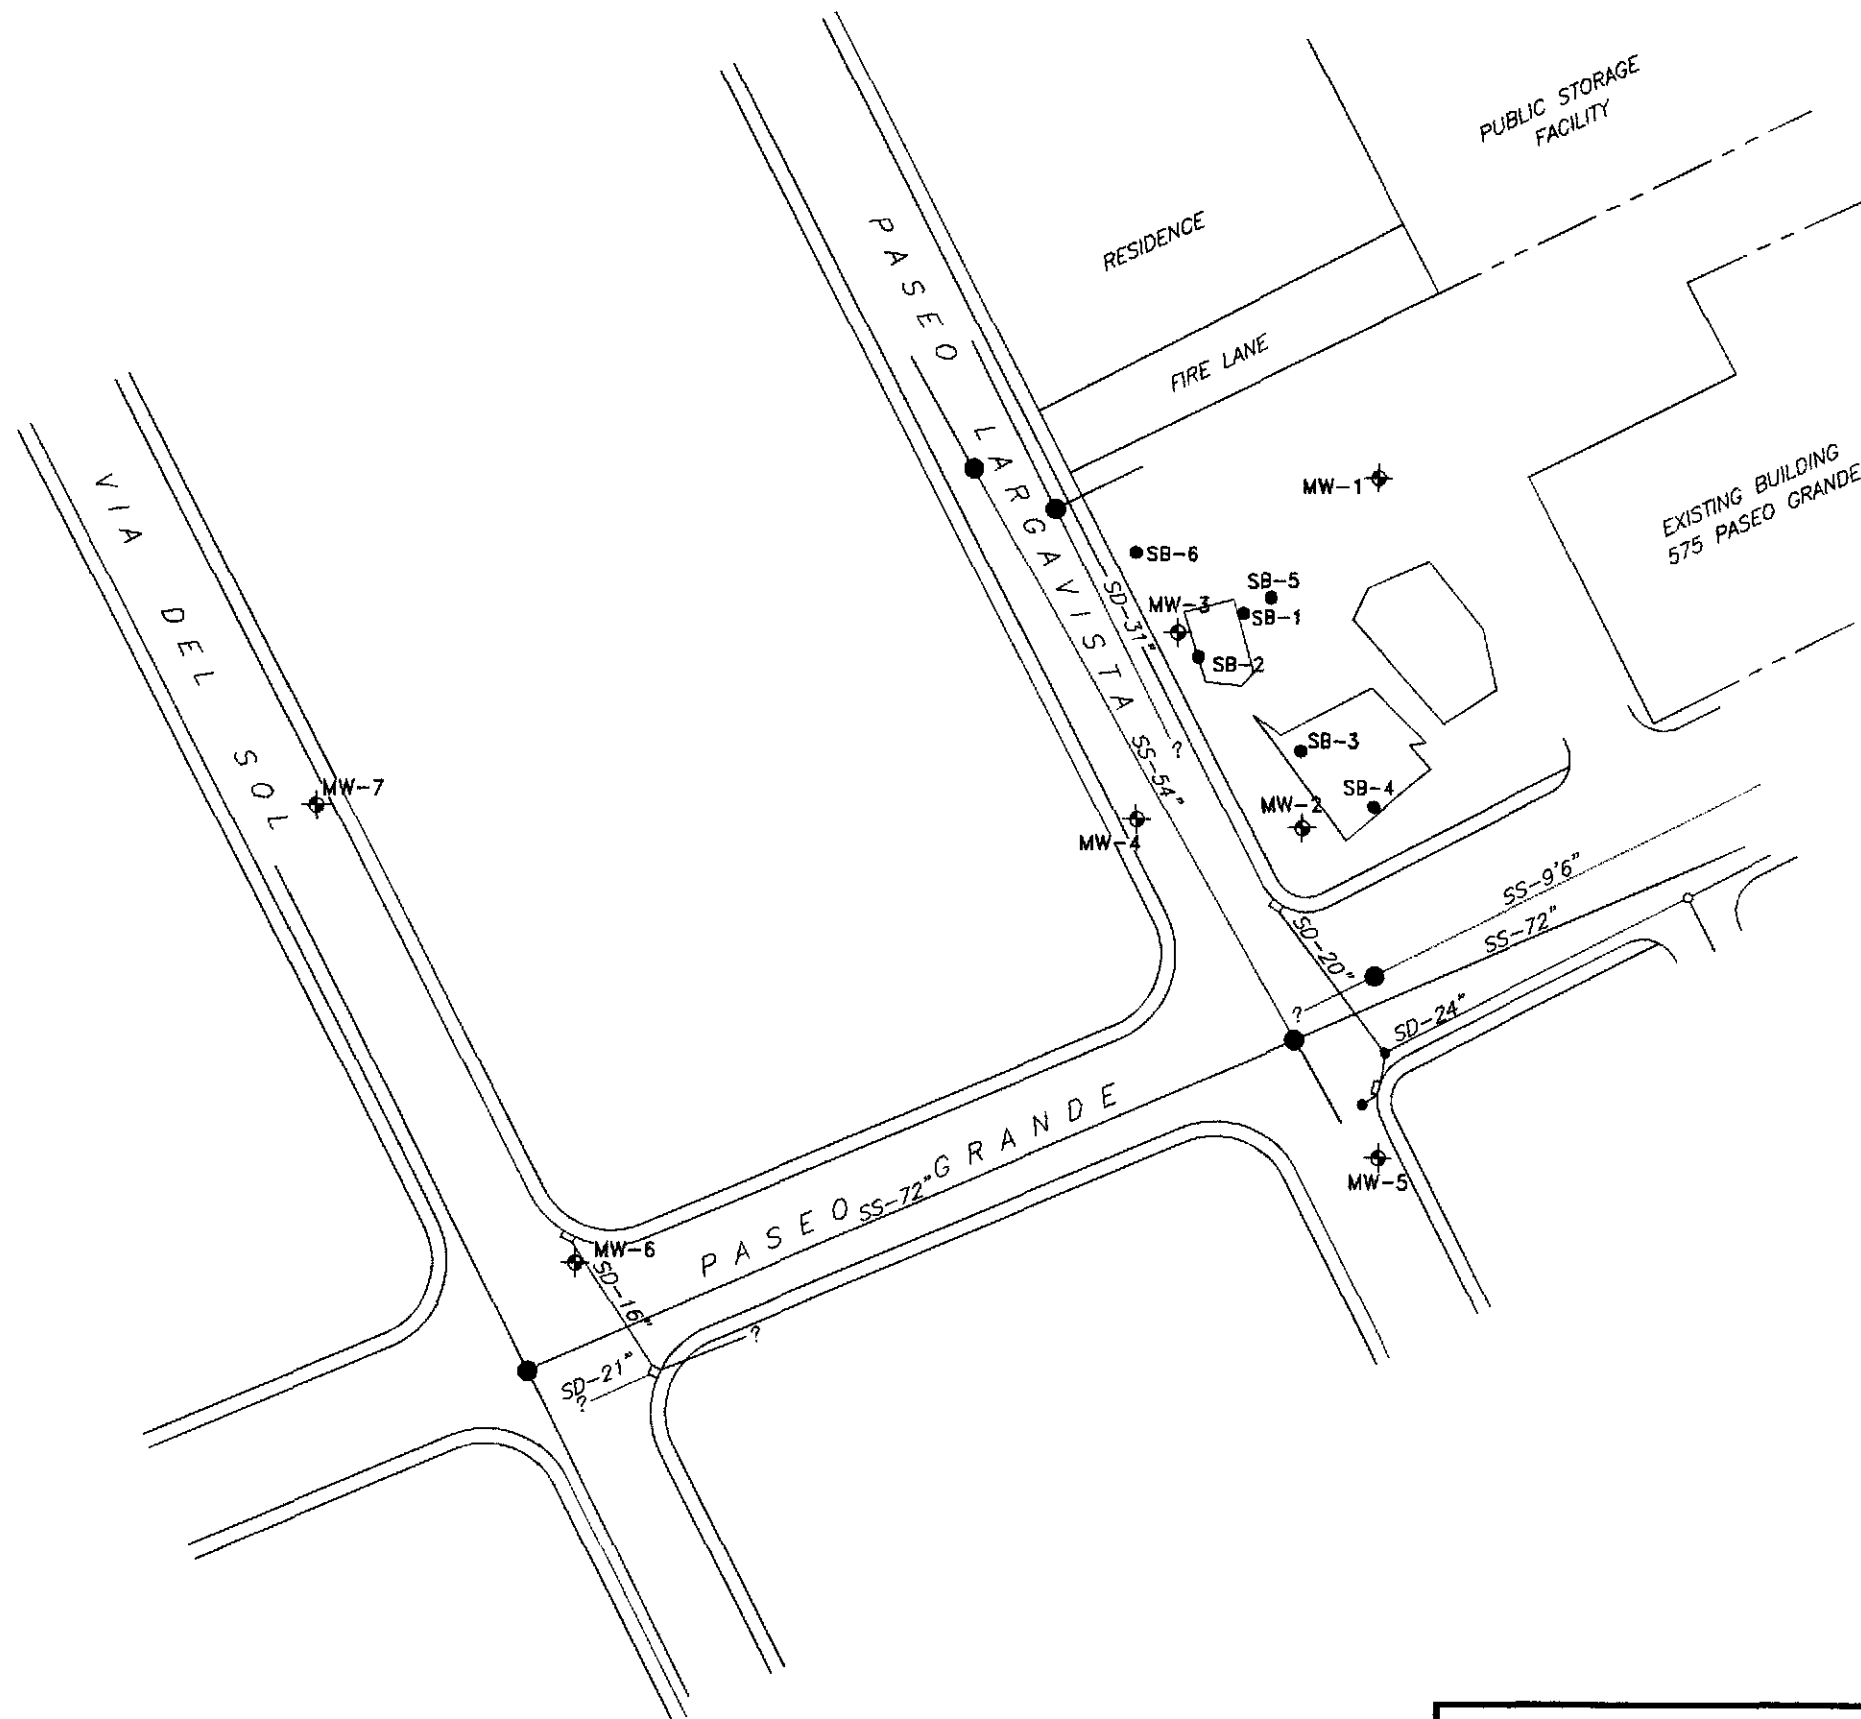 PUBLIC STORAGE
FACILITY
RESIDENCE
FIRE LANE
PASEO LARGAVISTA
EXISTING BUILDING
575 PASEO GRANDE
MW-1
SB-6
SB-5
SB-1
MW-3
SB-2
SD-31"
SS-54"
?
SB-3
SB-4
MW-2
MW-4
VIA DEL SOL
MW-7
SS-9'6"
SS-72"
SD-20"
?
SD-24"
MW-5
PASEO GRANDE
SS-72"
MW-6
SD-16"
?
SD-21"
?